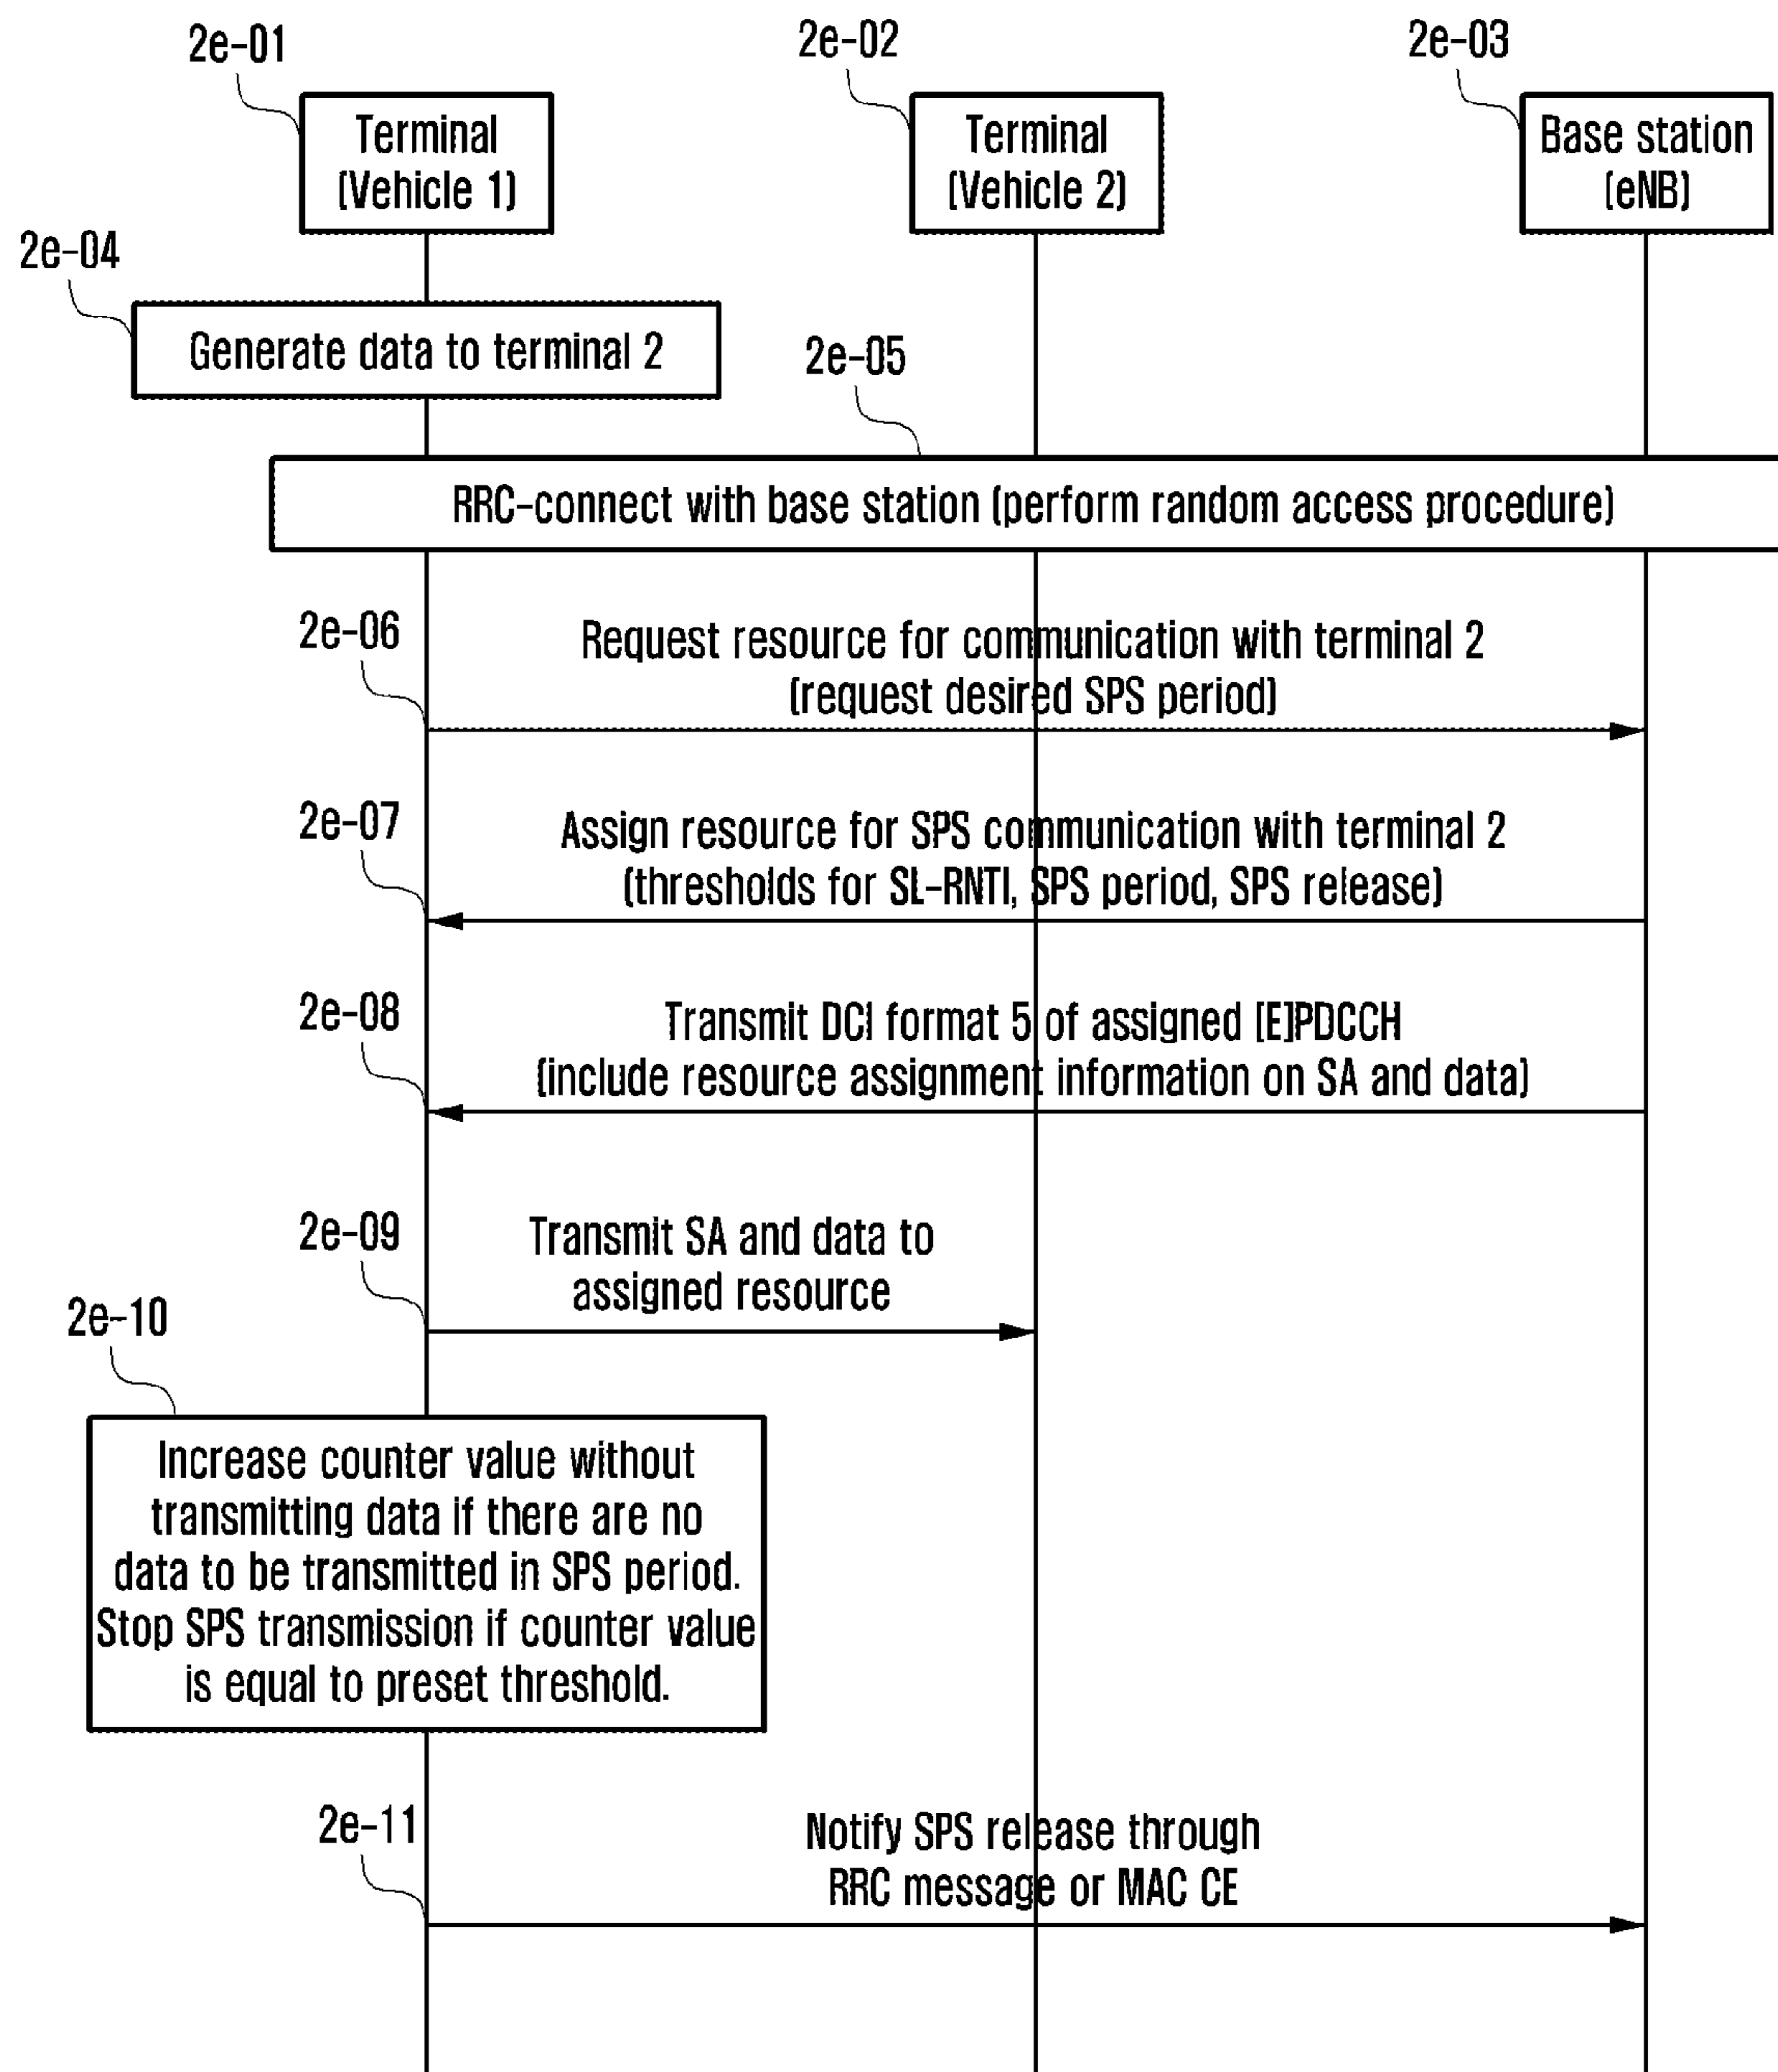 2e-01
2e-02
2e-03
Terminal
(Vehicle 1)
Terminal
(Vehicle 2)
Base station
(eNB)
2e-04
Generate data to terminal 2
2e-05
RRC-connect with base station (perform random access procedure)
2e-06
Request resource for communication with terminal 2
(request desired SPS period)
2e-07
Assign resource for SPS communication with terminal 2
(thresholds for SL-RNTI, SPS period, SPS release)
2e-08
Transmit DCI format 5 of assigned [E]PDCCH
(include resource assignment information on SA and data)
2e-09
Transmit SA and data to
assigned resource
2e-10
Increase counter value without
transmitting data if there are no
data to be transmitted in SPS period.
Stop SPS transmission if counter value
is equal to preset threshold.
2e-11
Notify SPS release through
RRC message or MAC CE